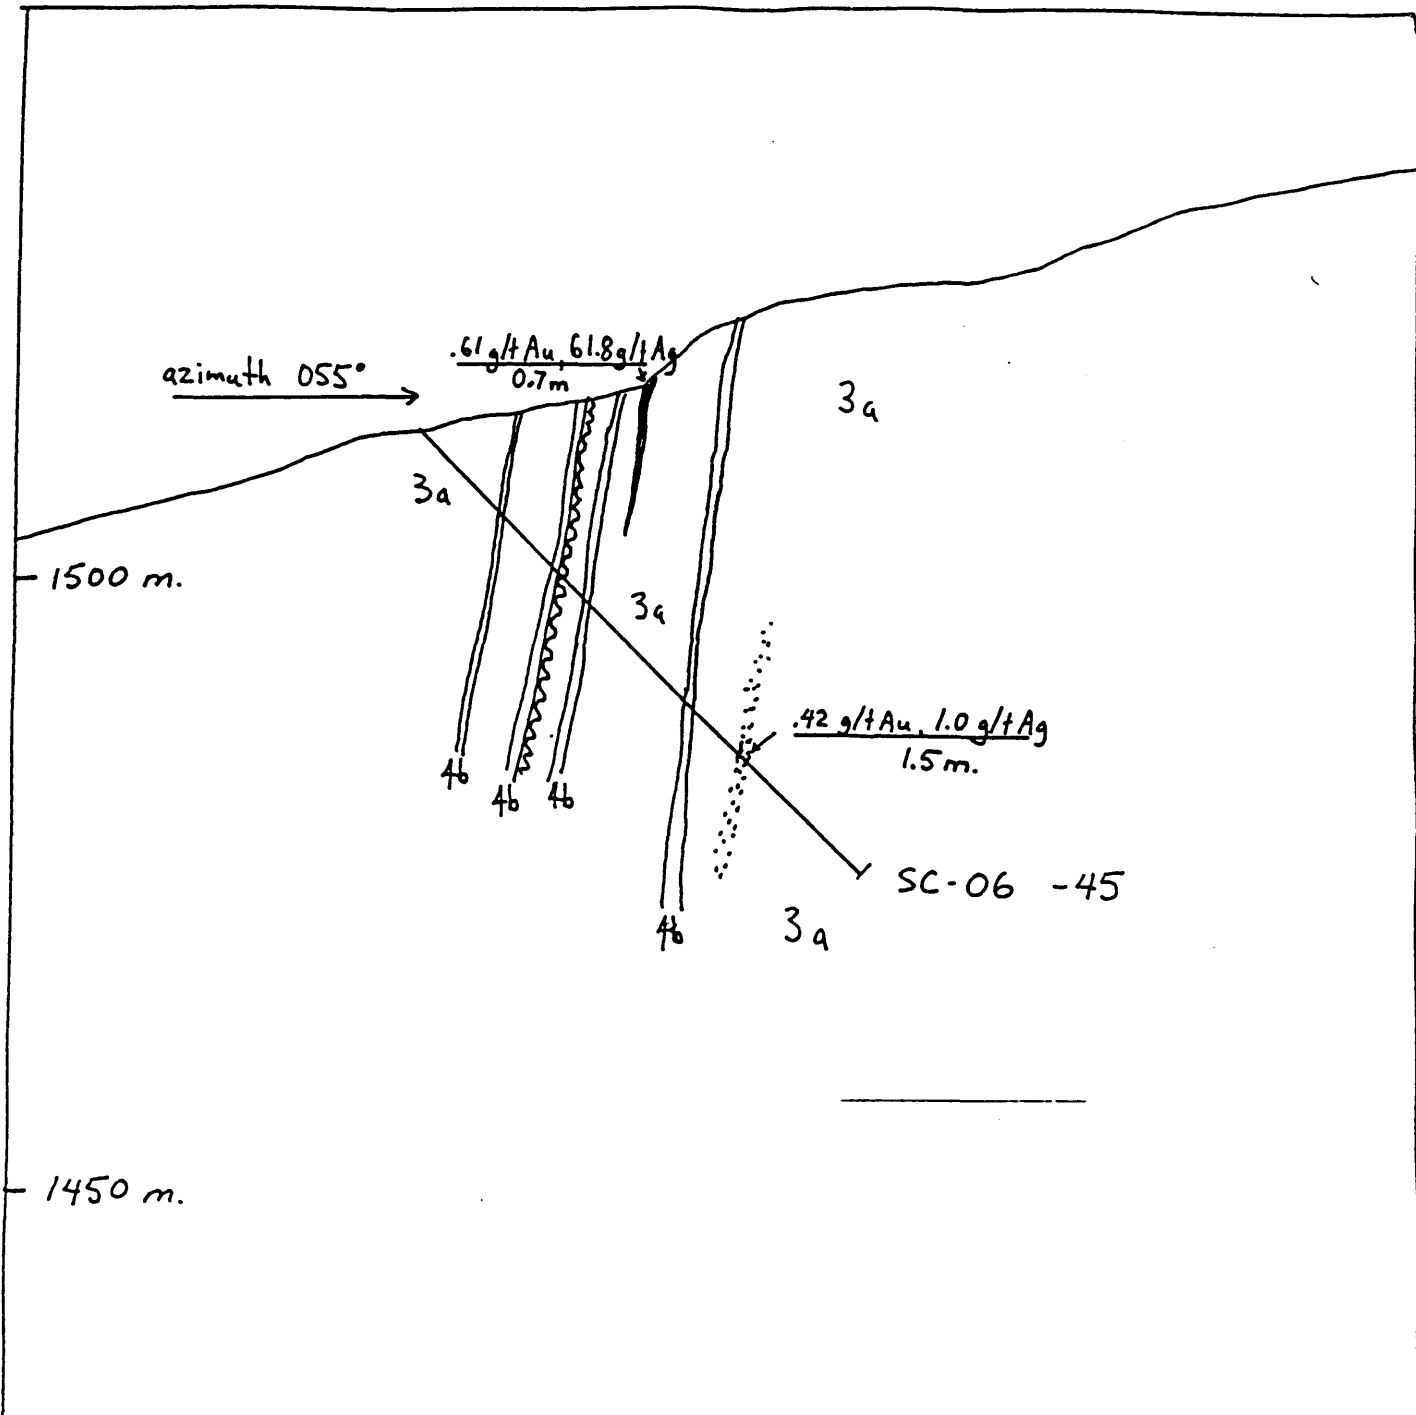 .61 g/t Au, 61.8 g/t Ag
0.7m
azimuth 055°
3a
3a
1500 m.
3a
.42 g/t Au, 1.0 g/t Ag
1.5 m.
4b
4b
4b
SC-06 -45
4b
3a
1450 m.